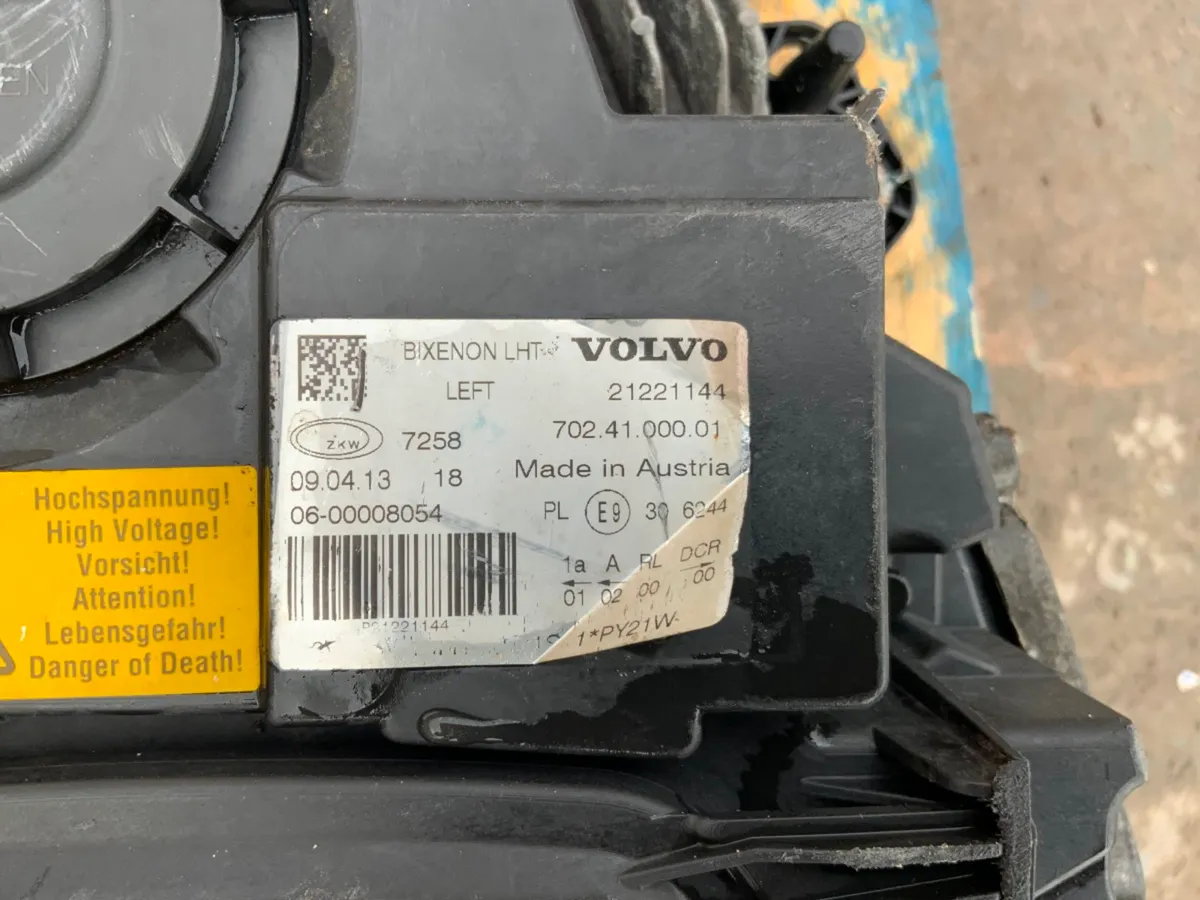 EN
BIXENON LHT VOLVO
LEFT 21221144
ZKW 7258 702.41.000.01
09.04.13 18 Made in Austria
06-00008054 PL E9 30 6244
1a A RL DCR
01 02 00 00
P21221144
1*PY21W
Hochspannung!
High Voltage!
Vorsicht!
Attention!
Lebensgefahr!
Danger of Death!